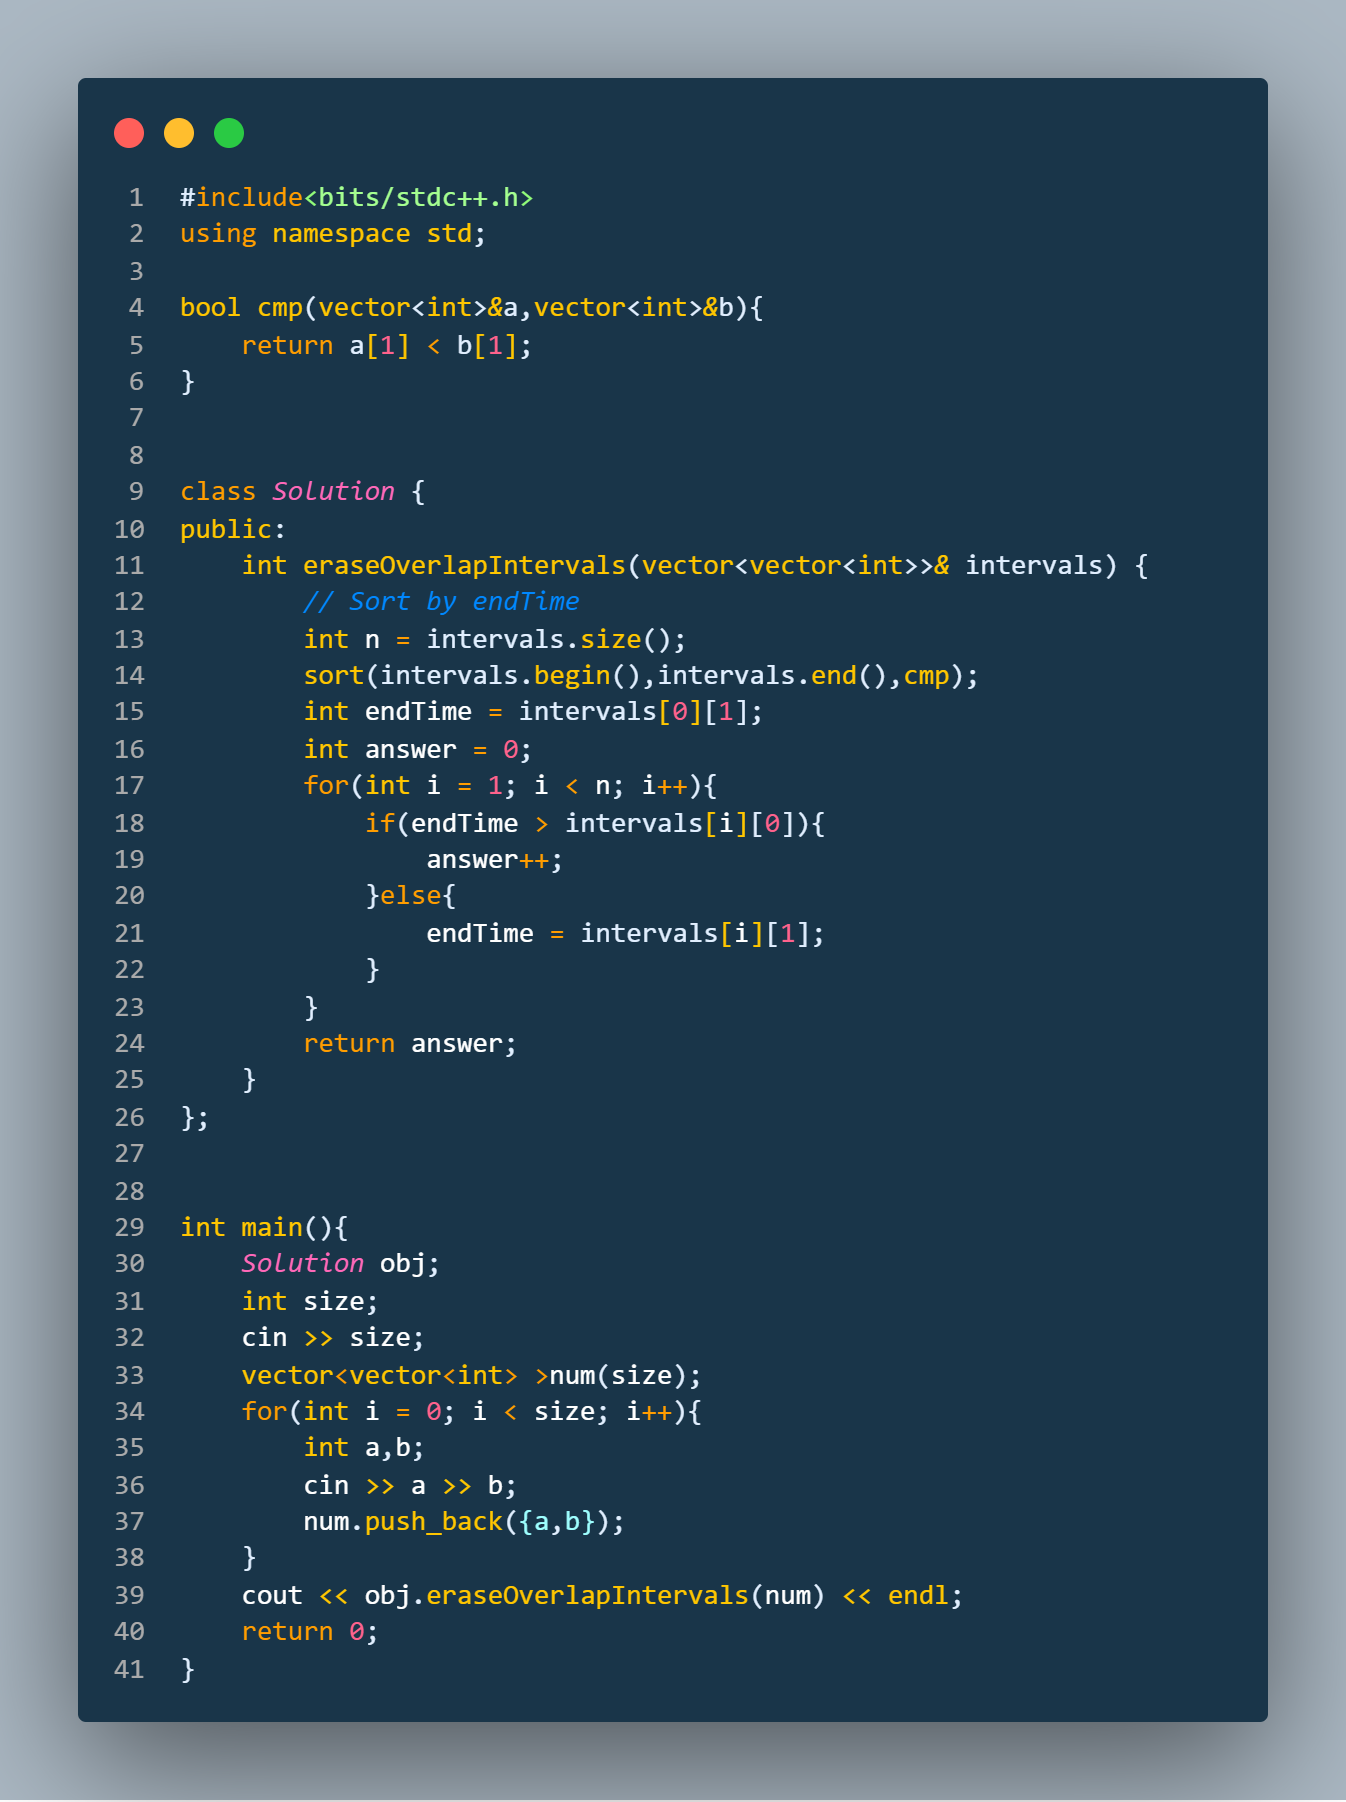 1 #include<bits/stdc++.h>
2 using namespace std;
3
4 bool cmp(vector<int>&a,vector<int>&b){
5     return a[1] < b[1];
6 }
7
8
9 class Solution {
10 public:
11     int eraseOverlapIntervals(vector<vector<int>>& intervals) {
12         // Sort by endTime
13         int n = intervals.size();
14         sort(intervals.begin(),intervals.end(),cmp);
15         int endTime = intervals[0][1];
16         int answer = 0;
17         for(int i = 1; i < n; i++){
18             if(endTime > intervals[i][0]){
19                 answer++;
20             }else{
21                 endTime = intervals[i][1];
22             }
23         }
24         return answer;
25     }
26 };
27
28
29 int main(){
30     Solution obj;
31     int size;
32     cin >> size;
33     vector<vector<int> >num(size);
34     for(int i = 0; i < size; i++){
35         int a,b;
36         cin >> a >> b;
37         num.push_back({a,b});
38     }
39     cout << obj.eraseOverlapIntervals(num) << endl;
40     return 0;
41 }